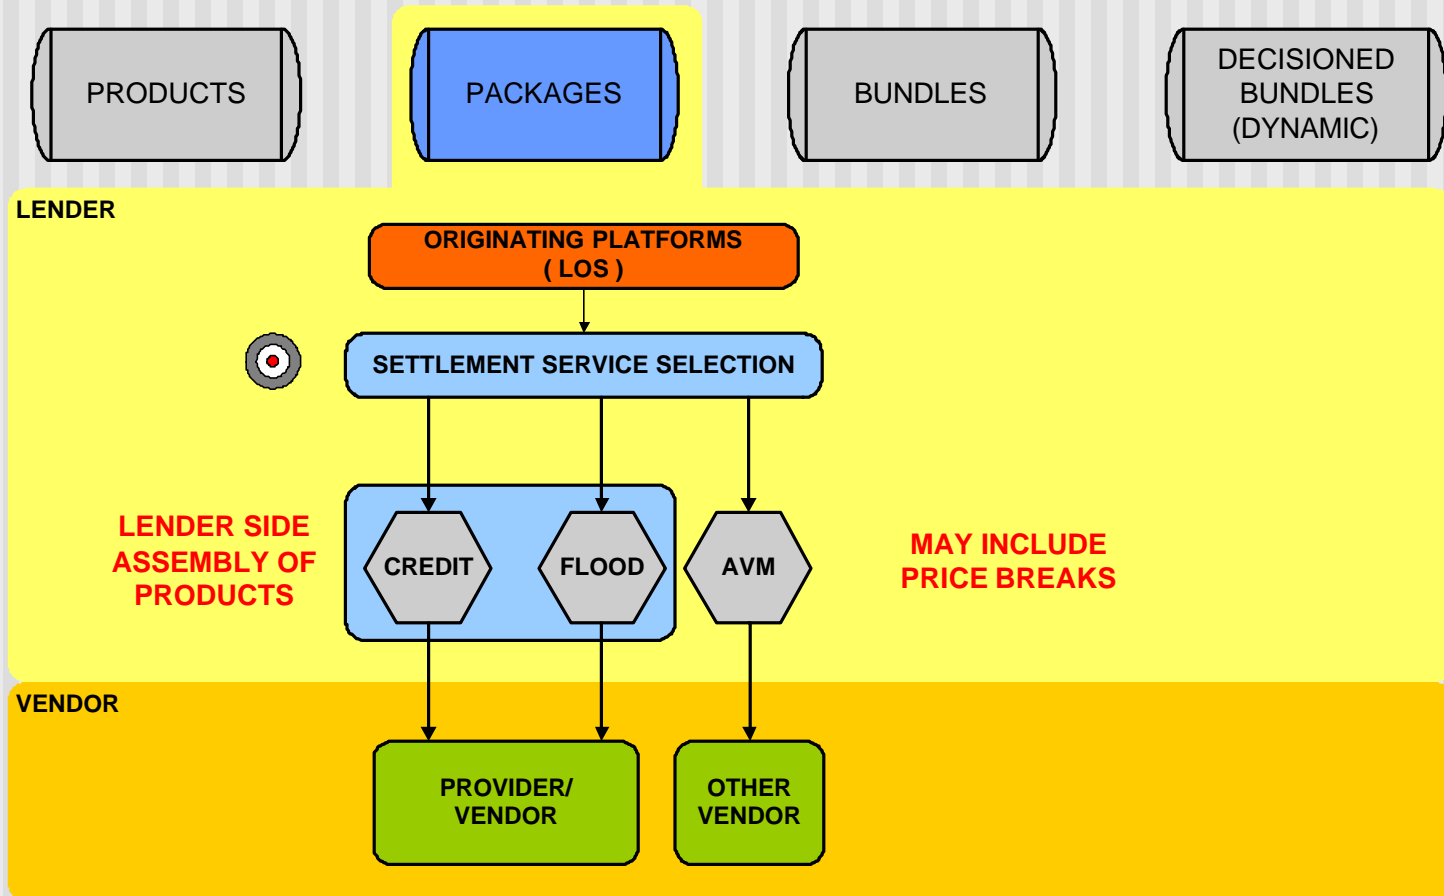 PRODUCTS
PACKAGES
BUNDLES
DECISIONED
BUNDLES
(DYNAMIC)
LENDER
ORIGINATING PLATFORMS
( LOS )
SETTLEMENT SERVICE SELECTION
LENDER SIDE
ASSEMBLY OF
PRODUCTS
CREDIT
FLOOD
AVM
MAY INCLUDE
PRICE BREAKS
VENDOR
PROVIDER/
VENDOR
OTHER
VENDOR